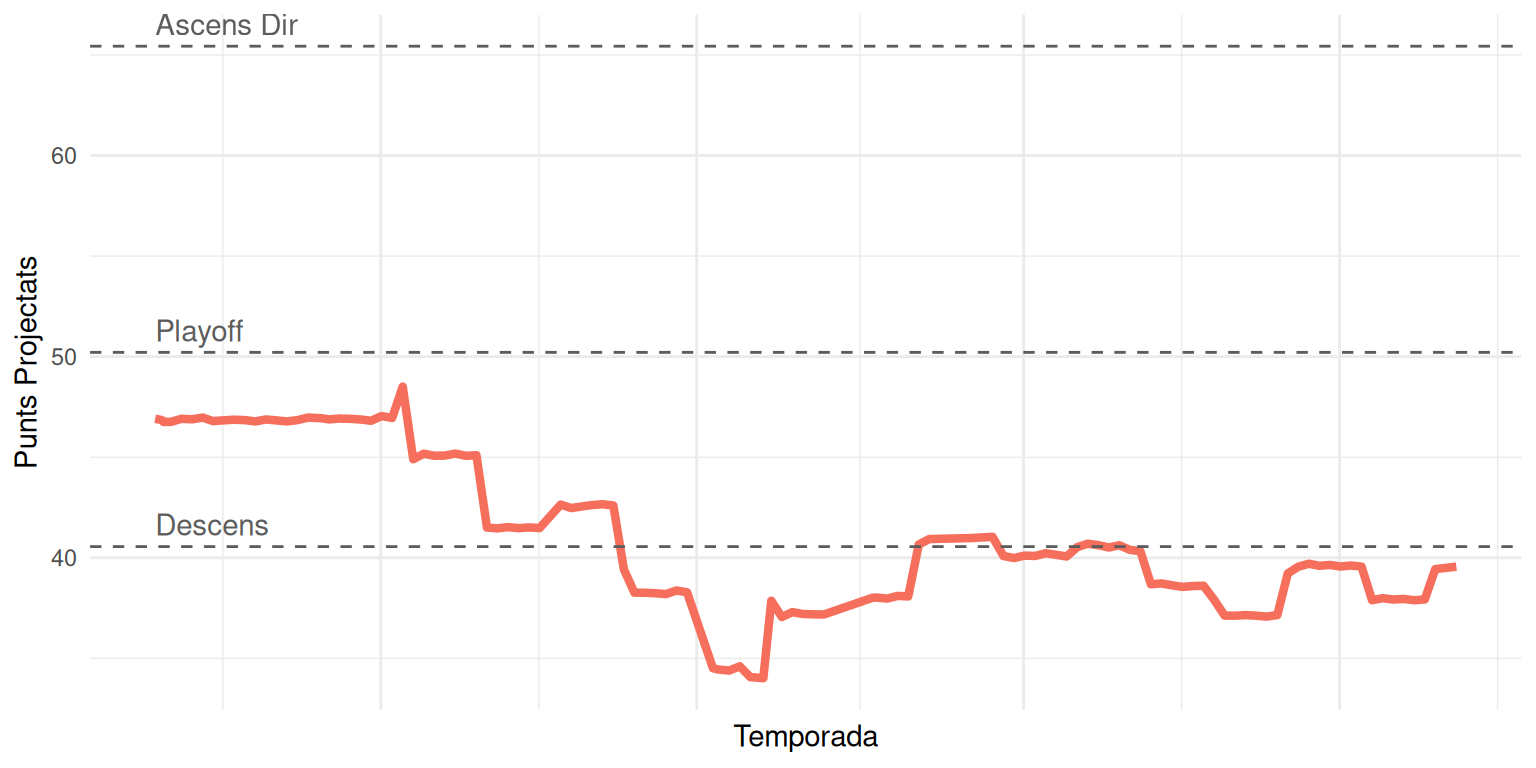 Ascens Dir
60
Playoff
50
Descens
40
Punts Projectats
Temporada